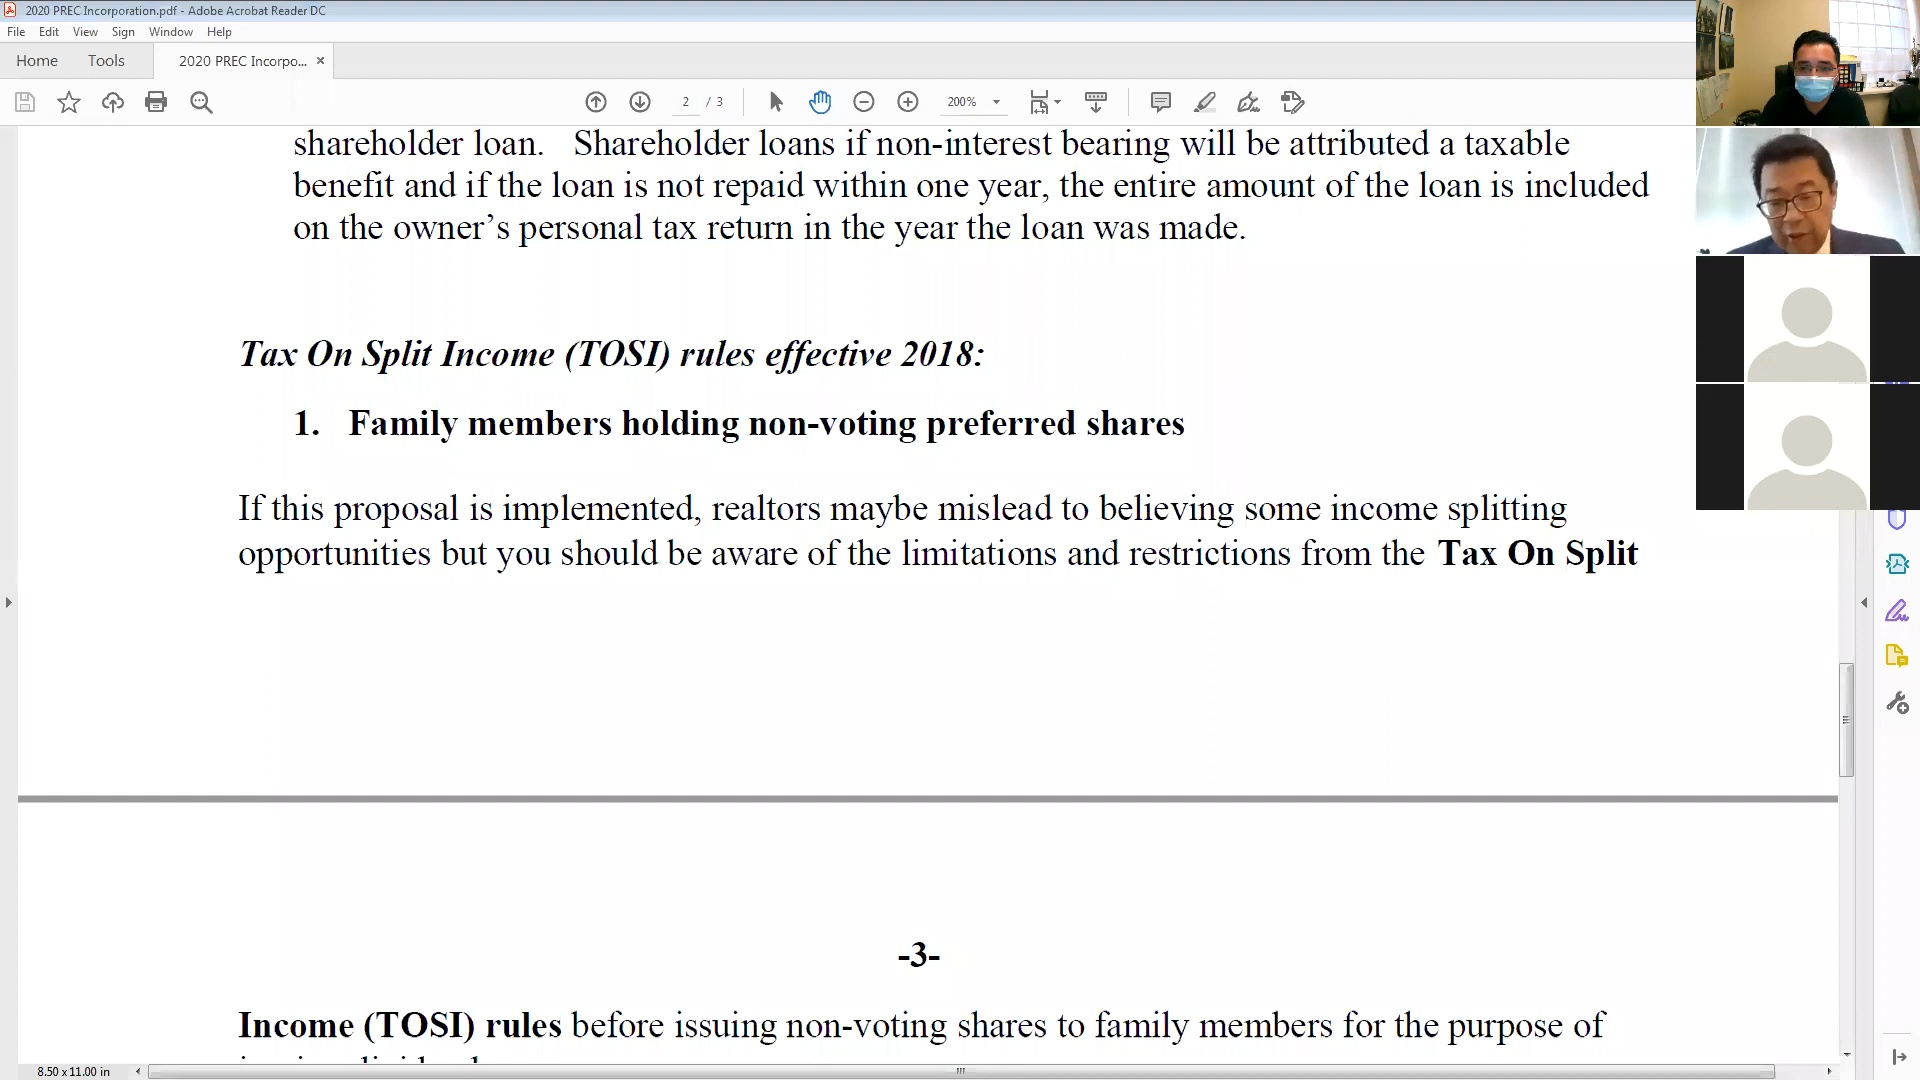 2020 PREC Incorporation.pdf - Adobe Acrobat Reader DC
File Edit View Sign Window Help
Home Tools 2020 PREC Incorpo... ×
2 / 3 200%
shareholder loan. Shareholder loans if non-interest bearing will be attributed a taxable
benefit and if the loan is not repaid within one year, the entire amount of the loan is included
on the owner's personal tax return in the year the loan was made.
Tax On Split Income (TOSI) rules effective 2018:
1. Family members holding non-voting preferred shares
If this proposal is implemented, realtors maybe mislead to believing some income splitting
opportunities but you should be aware of the limitations and restrictions from the Tax On Split
-3-
Income (TOSI) rules before issuing non-voting shares to family members for the purpose of
8.50 x 11.00 in